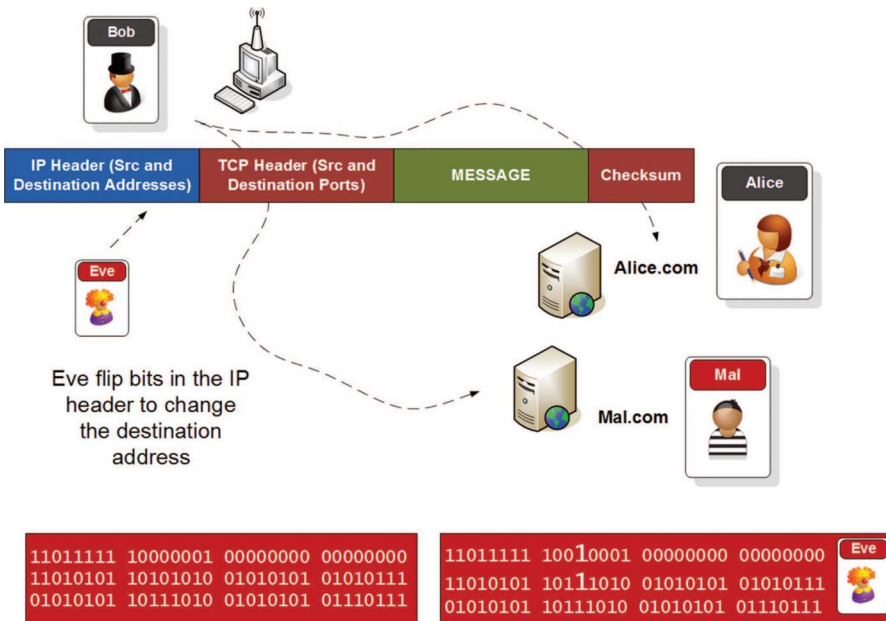 Bob
IP Header (Src and
Destination Addresses)
TCP Header (Src and
Destination Ports)
MESSAGE
Checksum
Alice
Eve
Alice.com
Eve flip bits in the IP
header to change
the destination
address
Mal.com
Mal
11011111 10000001 00000000 00000000
11010101 10101010 01010101 01010111
01010101 10111010 01010101 01110111
11011111 10010001 00000000 00000000
11010101 10111010 01010101 01010111
01010101 10111010 01010101 01110111
Eve